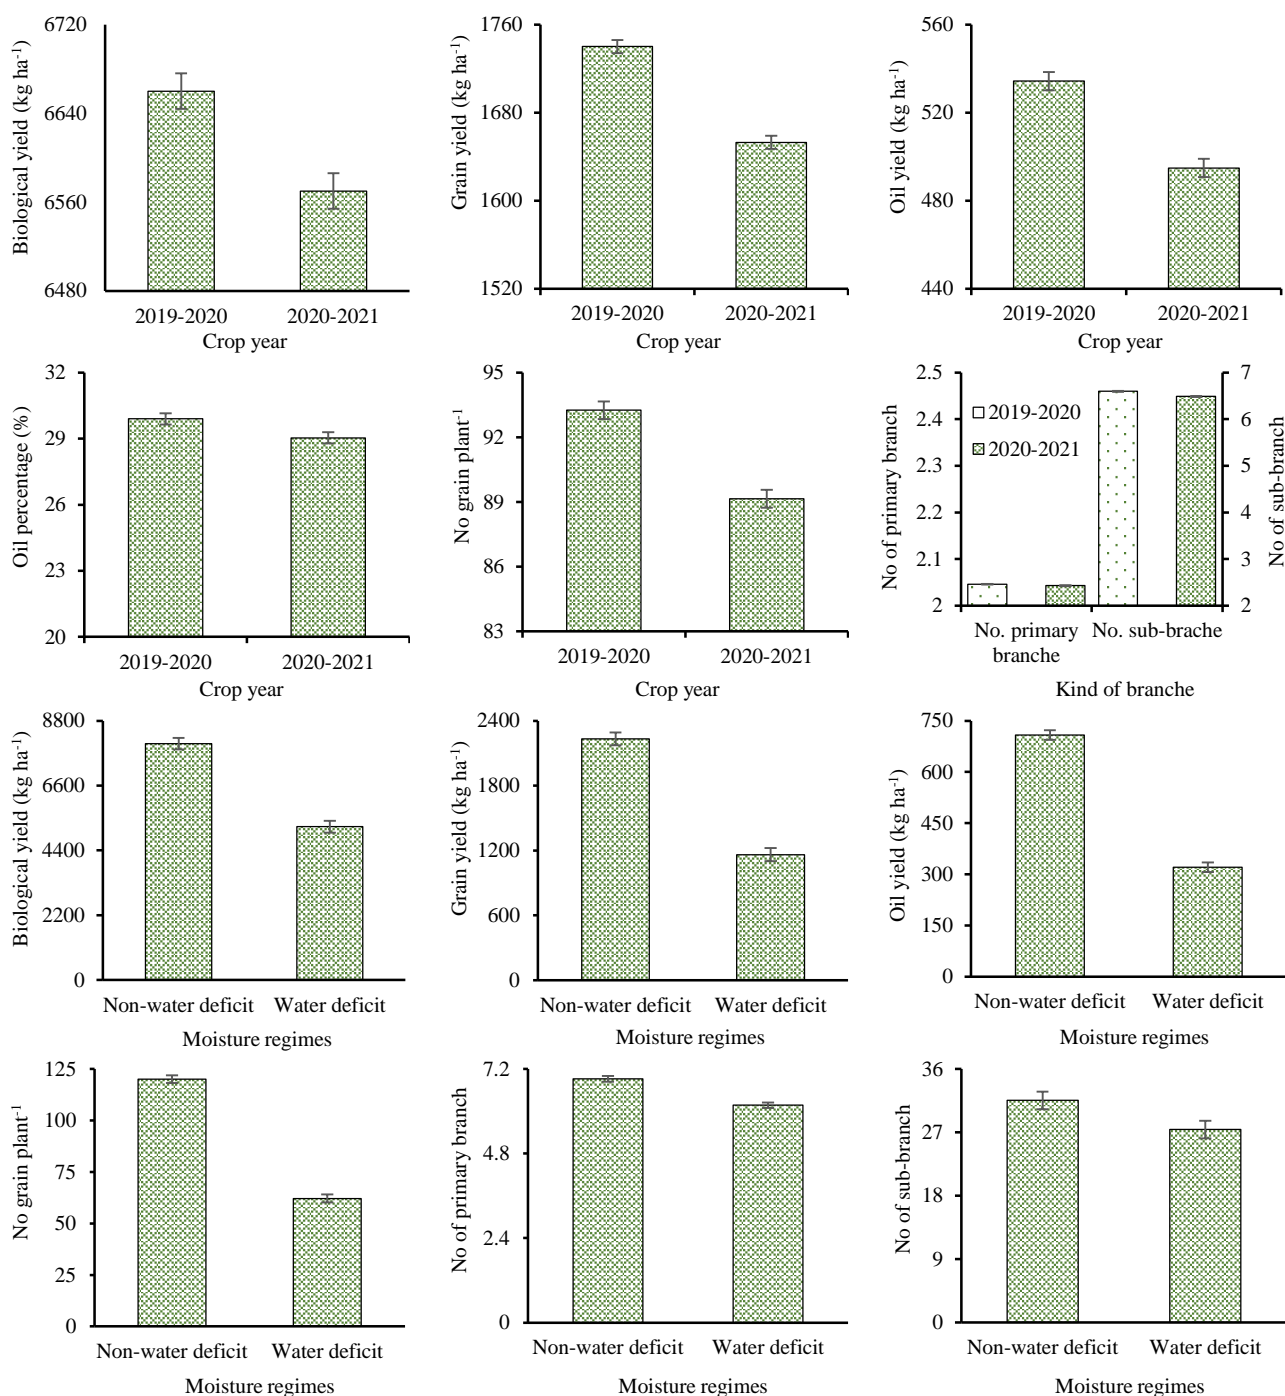 Biological yield (kg ha-1)
6720
6640
6560
6480
2019-2020
2020-2021
Crop year
Grain yield (kg ha-1)
1760
1680
1600
1520
2019-2020
2020-2021
Crop year
Oil yield (kg ha-1)
560
520
480
440
2019-2020
2020-2021
Crop year
Oil percentage (%)
32
29
26
23
20
2019-2020
2020-2021
Crop year
No grain plant-1
95
92
89
86
83
2019-2020
2020-2021
Crop year
No of primary branch
2.5
2.4
2.3
2.2
2.1
2
2019-2020
2020-2021
7
6
5
4
3
2
No of sub-branch
No. primary
branche
No. sub-brache
Kind of branche
Biological yield (kg ha-1)
8800
6600
4400
2200
0
Non-water deficit
Water deficit
Moisture regimes
Grain yield (kg ha-1)
2400
1800
1200
600
0
Non-water deficit
Water deficit
Moisture regimes
Oil yield (kg ha-1)
750
600
450
300
150
0
Non-water deficit
Water deficit
Moisture regimes
No grain plant-1
125
100
75
50
25
0
Non-water deficit
Water deficit
Moisture regimes
No of primary branch
7.2
4.8
2.4
0
Non-water deficit
Water deficit
Moisture regimes
No of sub-branch
36
27
18
9
0
Non-water deficit
Water deficit
Moisture regimes